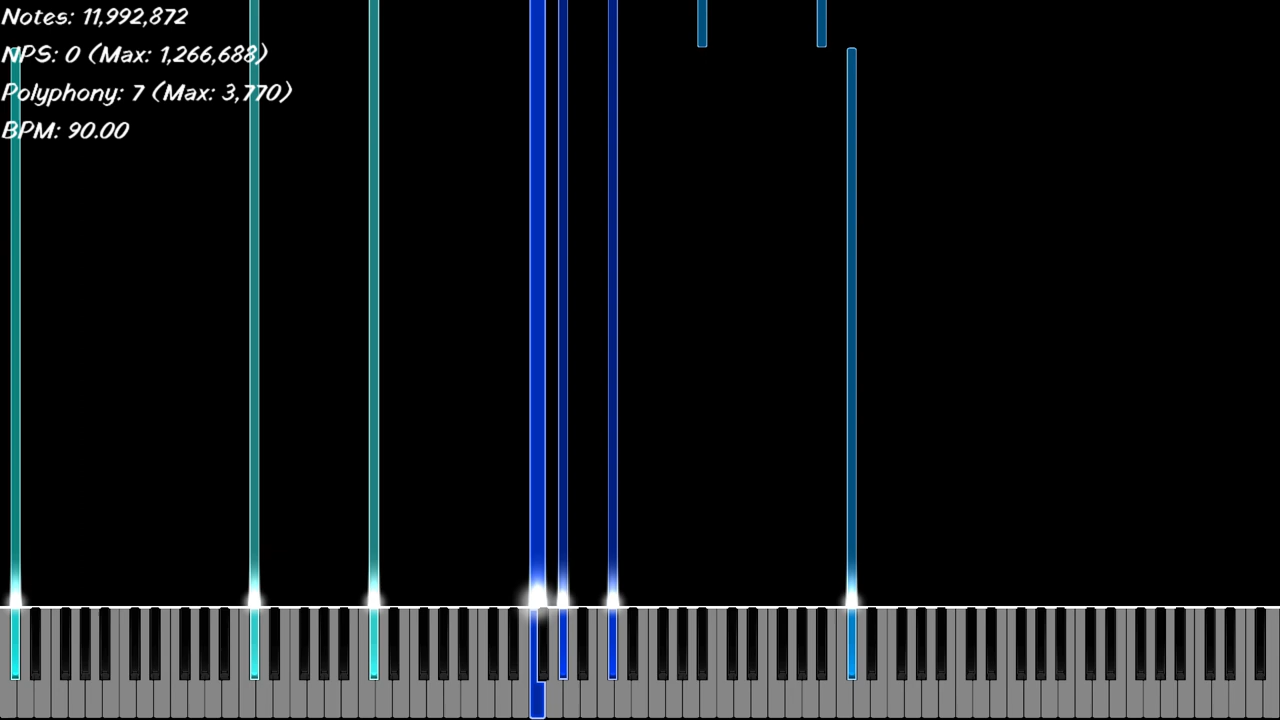 Notes: 11,992,872
NPS: 0 (Max: 1,266,688)
Polyphony: 7 (Max: 3,770)
BPM: 90.00